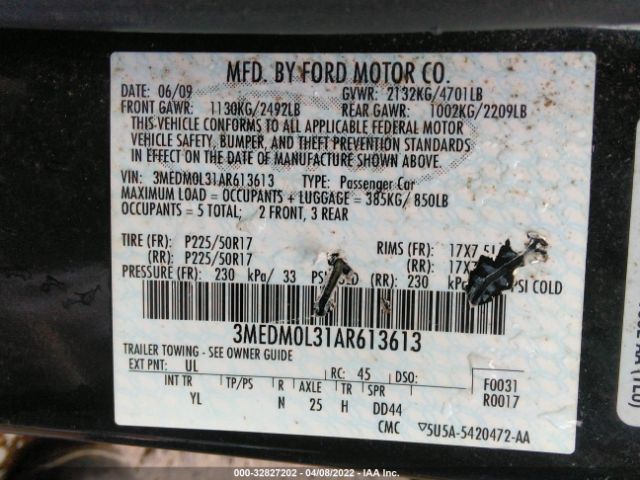 MFD. BY FORD MOTOR CO.
DATE: 06/09 GVWR: 2132KG/4701LB
FRONT GAWR: 1130KG/2492LB REAR GAWR: 1002KG/2209LB
THIS VEHICLE CONFORMS TO ALL APPLICABLE FEDERAL MOTOR
VEHICLE SAFETY, BUMPER, AND THEFT PREVENTION STANDARDS
IN EFFECT ON THE DATE OF MANUFACTURE SHOWN ABOVE.
VIN: 3MEDM0L31AR613613 TYPE: Passenger Car
MAXIMUM LOAD = OCCUPANTS + LUGGAGE = 385KG/ 850LB
OCCUPANTS = 5 TOTAL; 2 FRONT, 3 REAR
TIRE (FR): P225/50R17 RIMS (FR): 17X7.5
(RR): P225/50R17 (RR): 17X7
PRESSURE (FR): 230 kPa/ 33 (RR): 230 kPa/ PSI COLD
3MEDM0L31AR613613
TRAILER TOWING - SEE OWNER GUIDE
EXT PNT: UL RC: 45 DSO: F0031
INT TR TP/PS R AXLE TR SPR R0017
YL N 25 H DD44
CMC ▽5U5A-5420472-AA
000-32827202 - 04/08/2022 - IAA Inc.